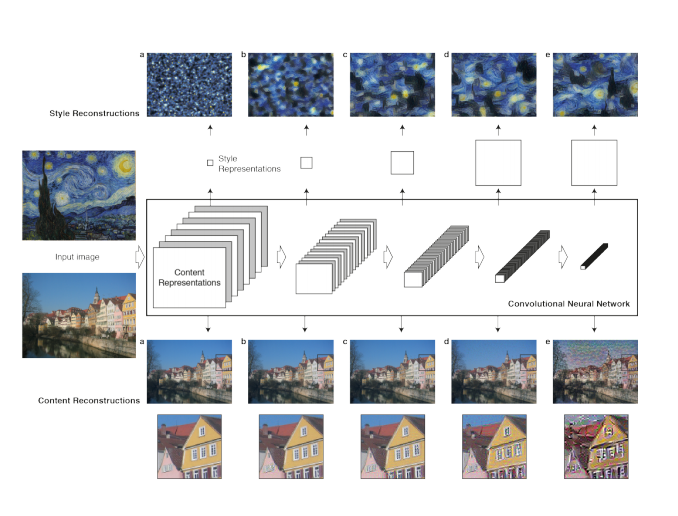 a
b
c
d
e
Style Reconstructions
Style
Representations
Input image
Content
Representations
Convolutional Neural Network
a
b
c
d
e
Content Reconstructions